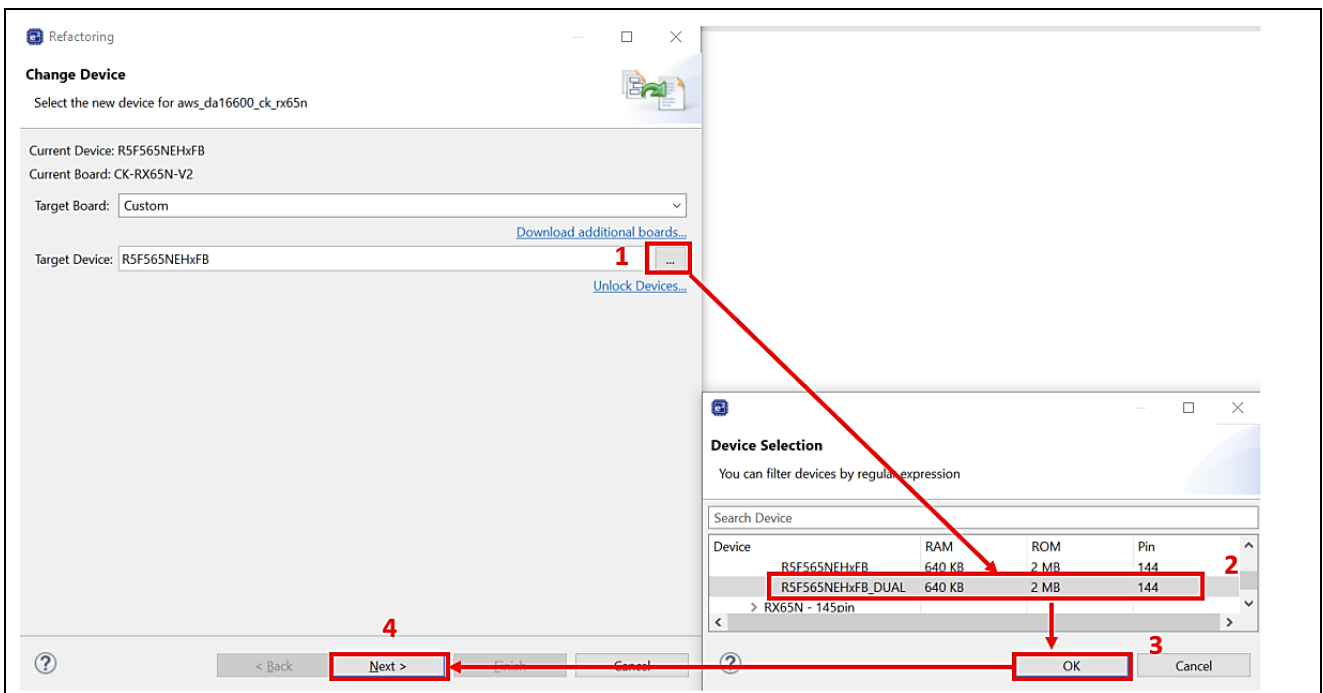 Refactoring
Change Device
Select the new device for aws_da16600_ck_rx65n
Current Device: R5F565NEHxFB
Current Board: CK-RX65N-V2
Target Board: Custom
Download additional boards...
Target Device: R5F565NEHxFB 1 ...
Unlock Devices...
Device Selection
You can filter devices by regular expression
Search Device
Device RAM ROM Pin
R5F565NEHxFB 640 KB 2 MB 144
R5F565NEHxFB_DUAL 640 KB 2 MB 144 2
> RX65N - 145pin
4
? < Back Next > Finish Cancel
3
? OK Cancel